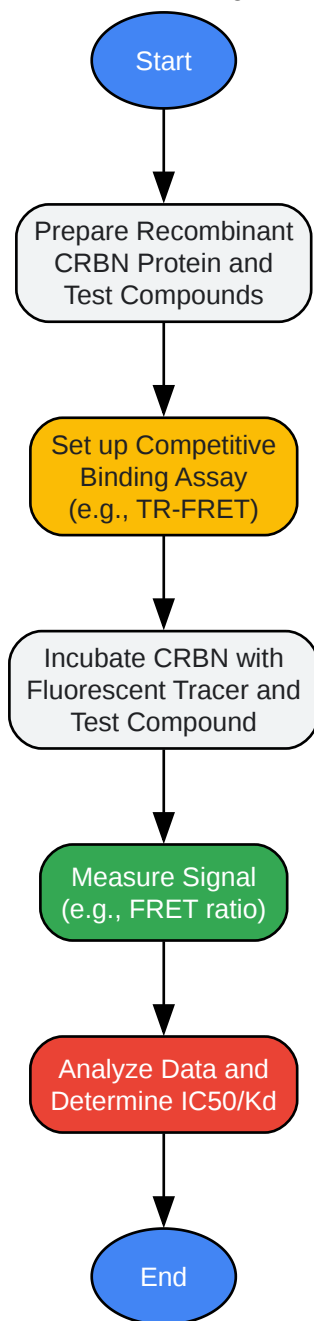 Start
Prepare Recombinant
CRBN Protein and
Test Compounds
Set up Competitive
Binding Assay
(e.g., TR-FRET)
Incubate CRBN with
Fluorescent Tracer and
Test Compound
Measure Signal
(e.g., FRET ratio)
Analyze Data and
Determine IC50/Kd
End